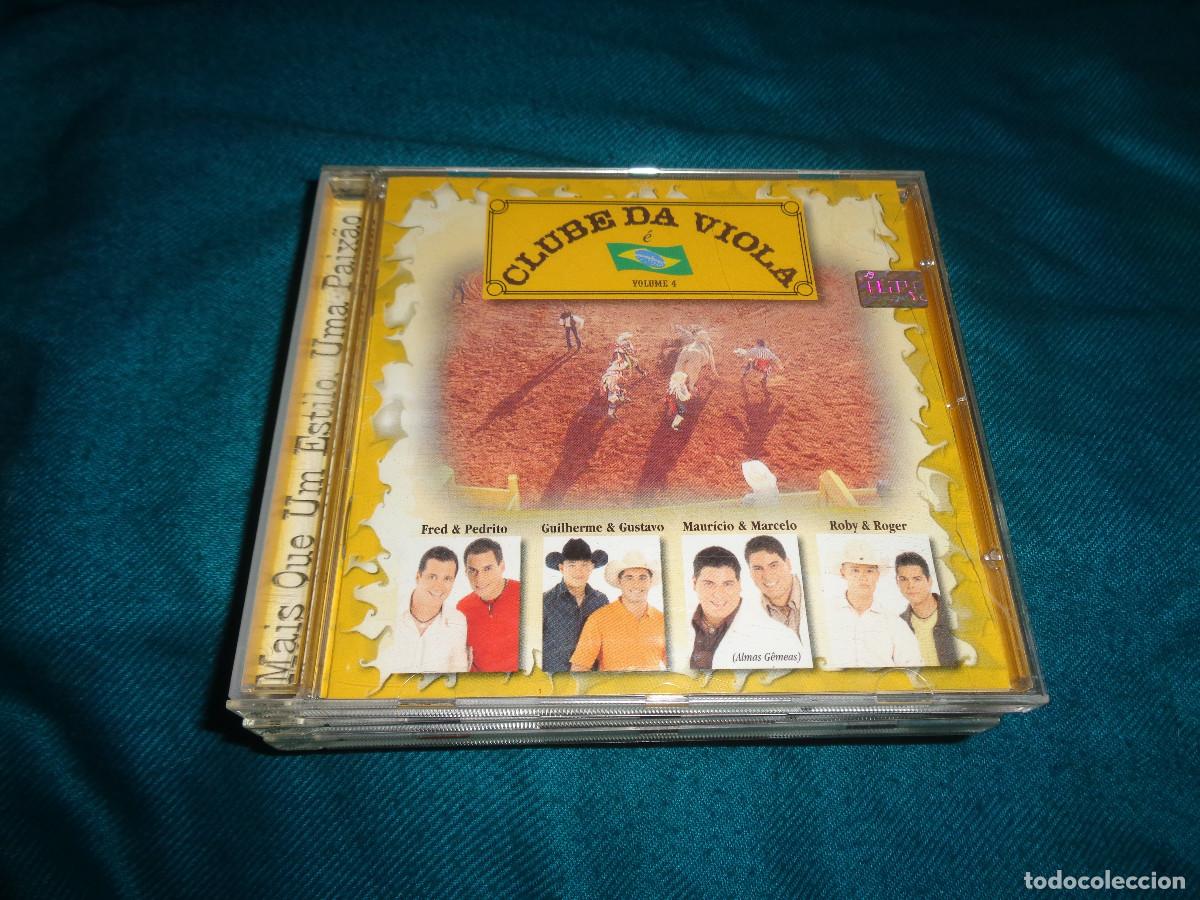 CLUBE DA VIOLA
é
VOLUME 4
Mais Que Um Estilo, Uma Paixão
Fred & Pedrito
Guilherme & Gustavo
Maurício & Marcelo
Roby & Roger
(Almas Gêmeas)
todocoleccion